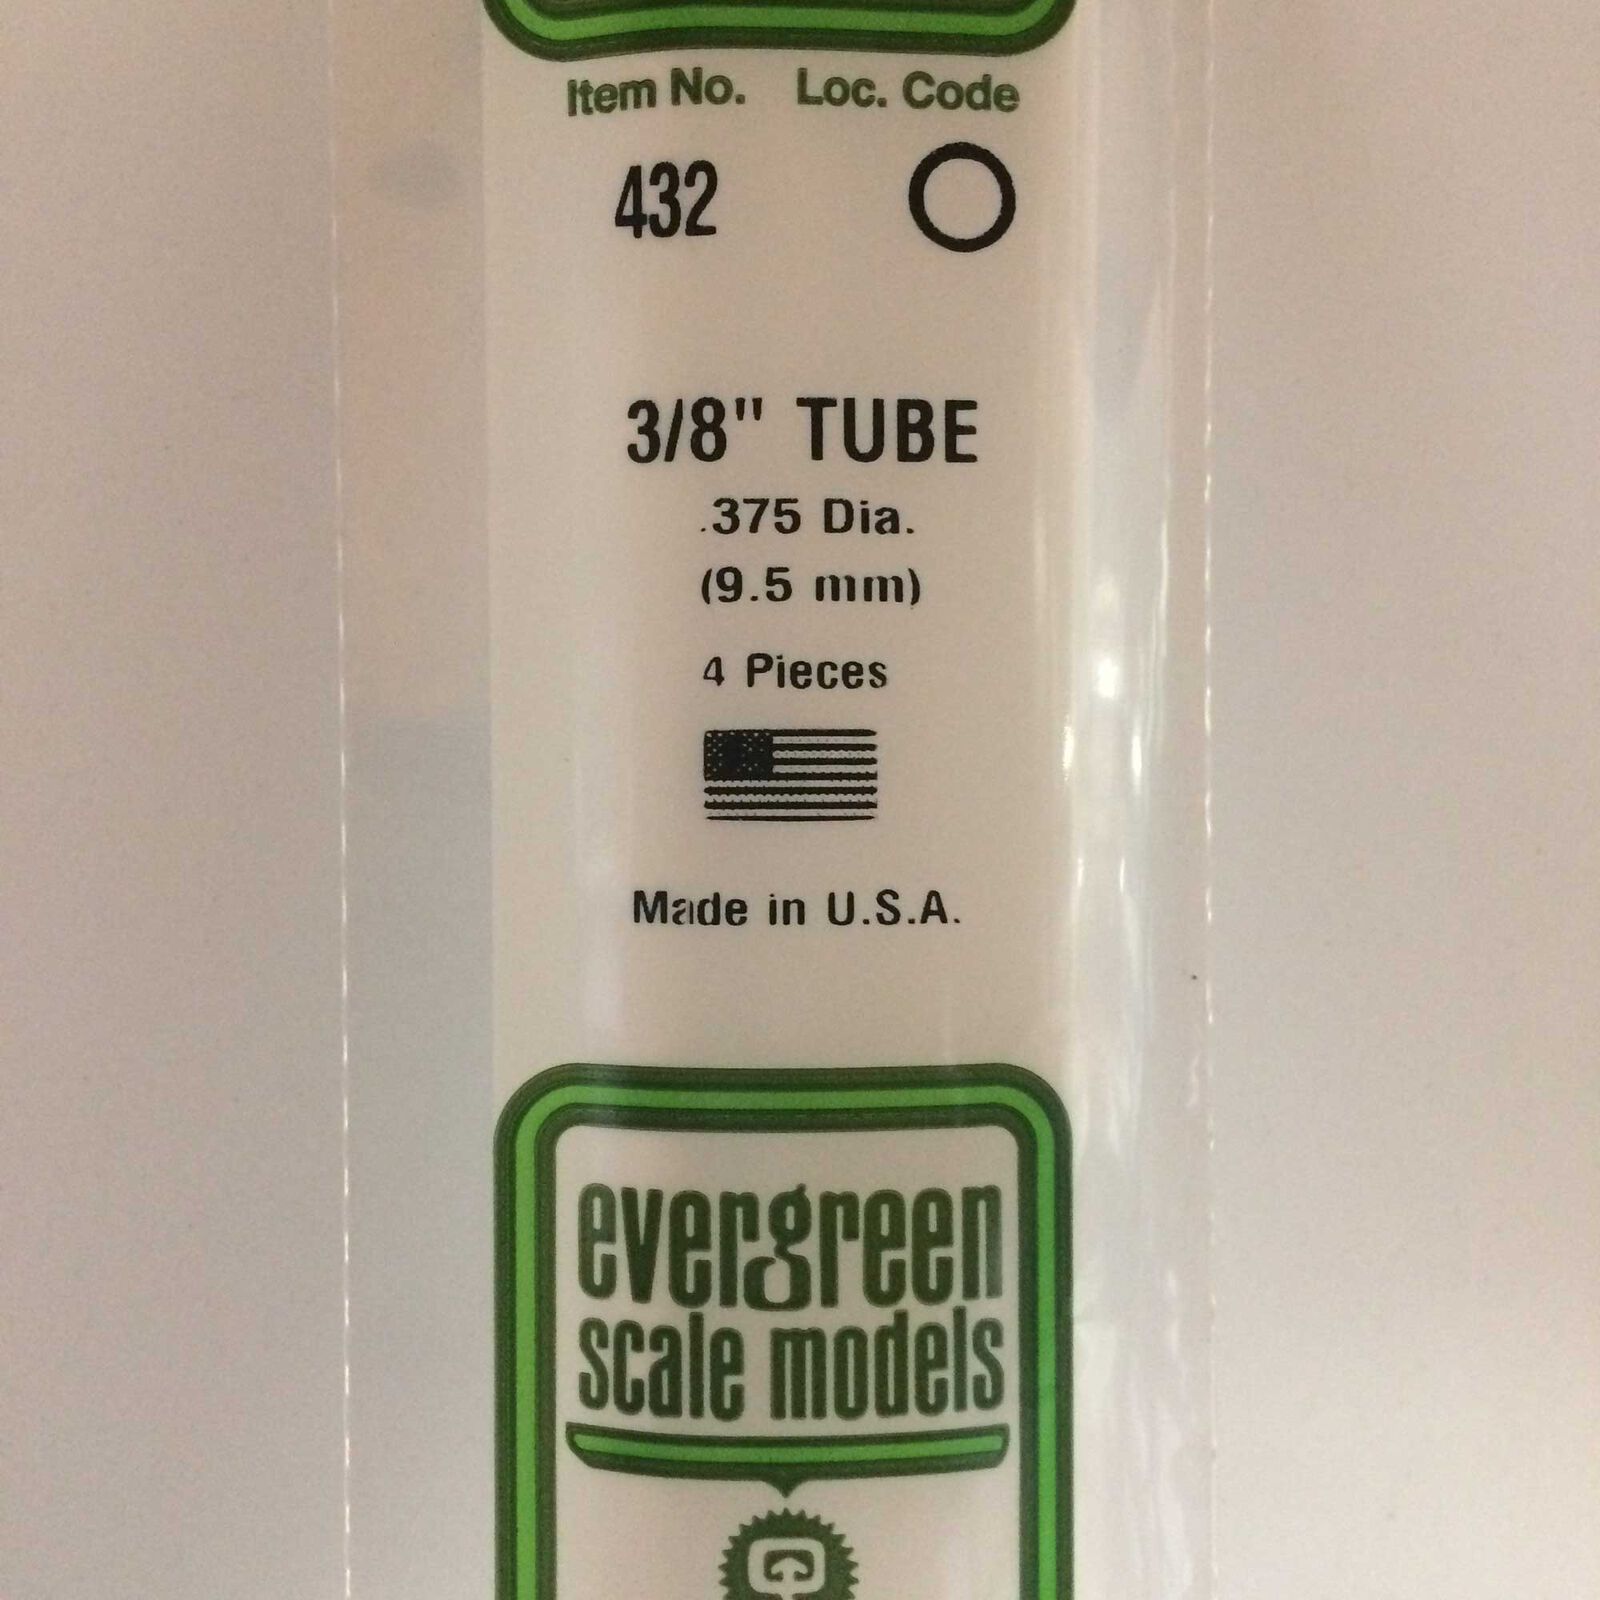 Item No. Loc. Code
432
3/8" TUBE
.375 Dia.
(9.5 mm)
4 Pieces
Made in U.S.A.
evergreen
scale models